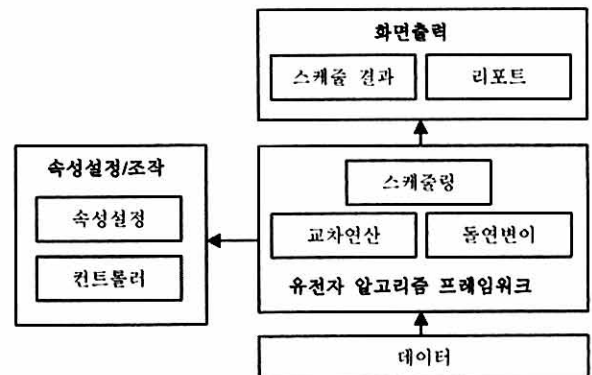 화면출력
스케줄 결과
리포트
속성설정/조작
속성설정
컨트롤러
스케줄링
교차연산
돌연변이
유전자 알고리즘 프레임워크
데이터